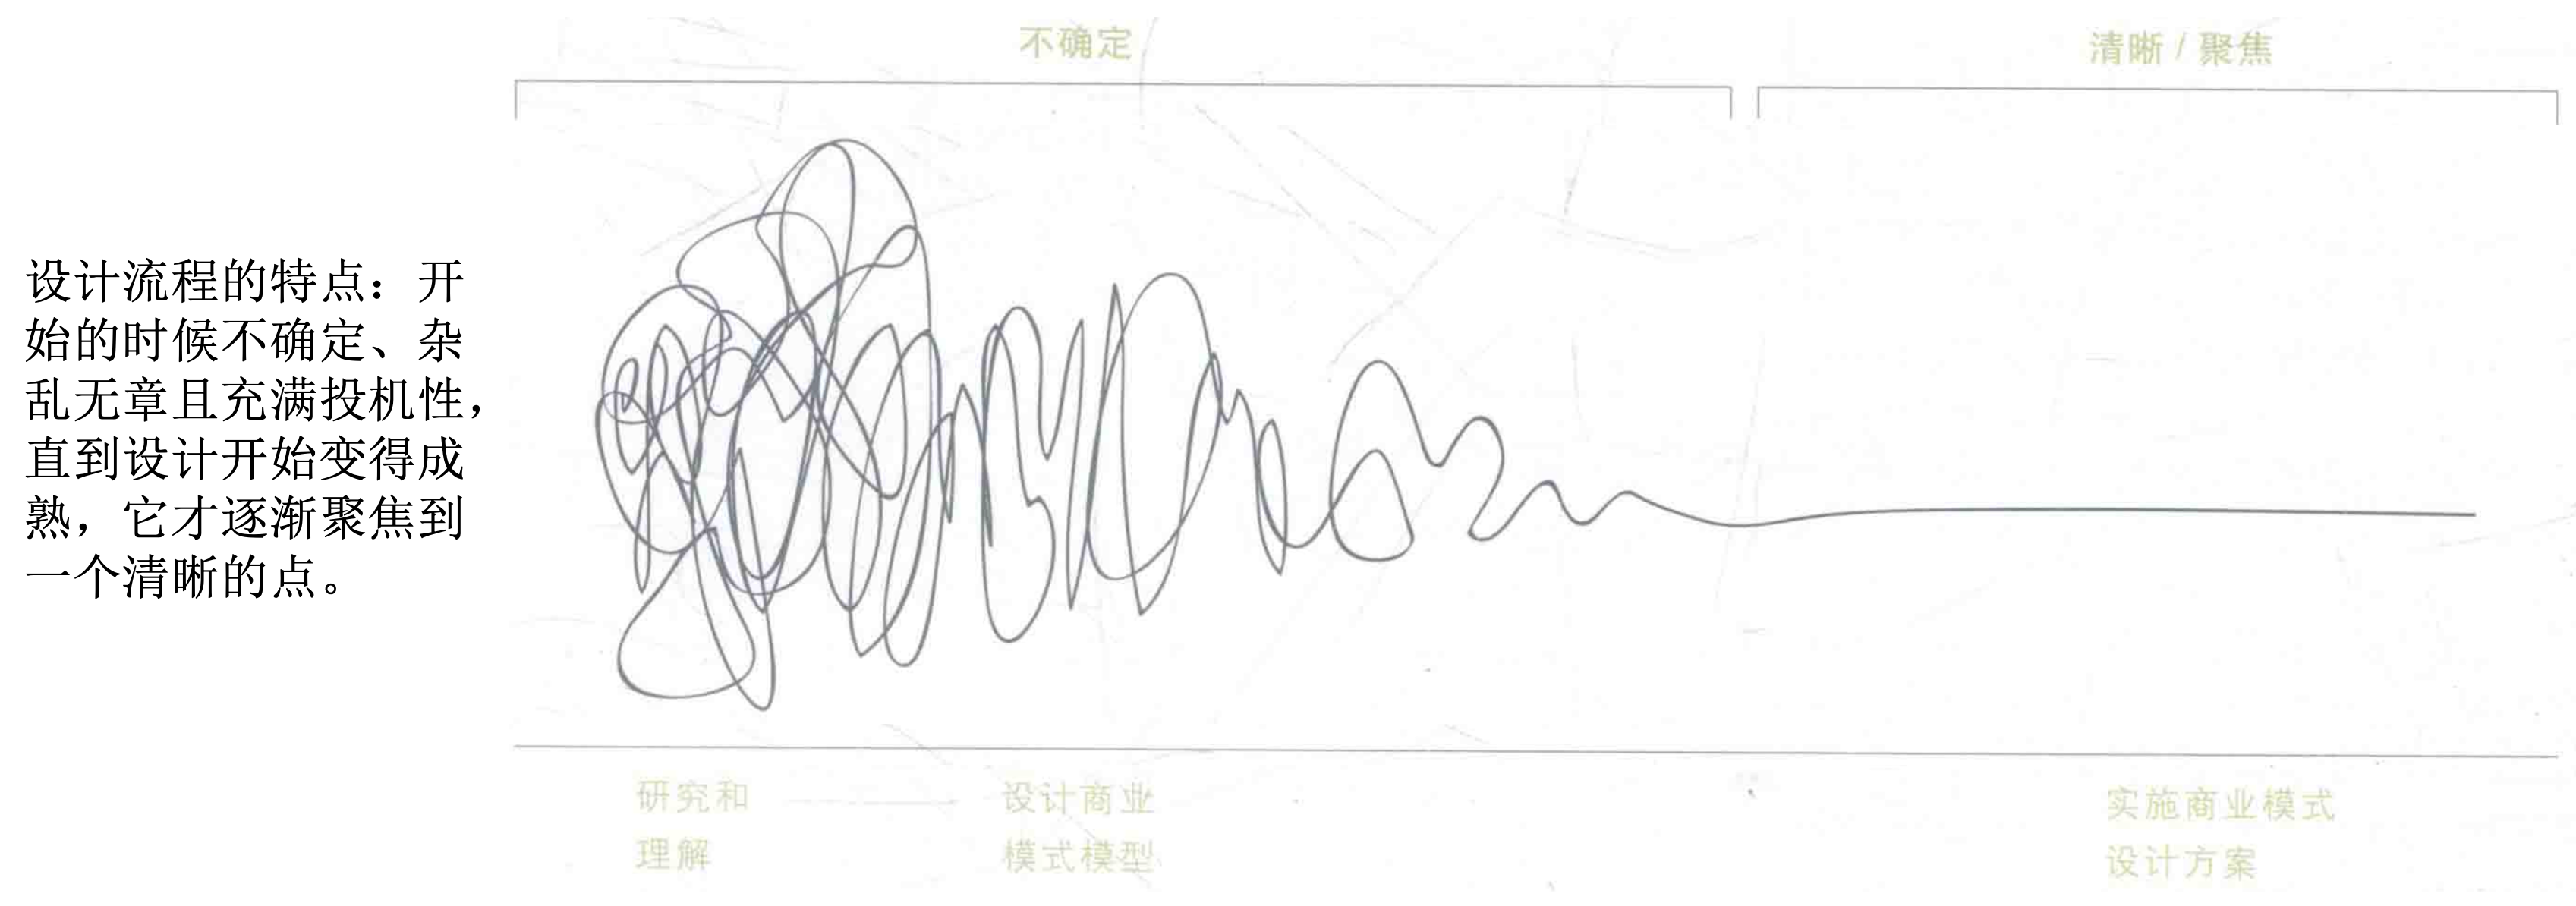 不确定
清晰 / 聚焦
设计流程的特点：开
始的时候不确定、杂
乱无章且充满投机性，
直到设计开始变得成
熟，它才逐渐聚焦到
一个清晰的点。
研究和
理解
设计商业
模式模型
实施商业模式
设计方案